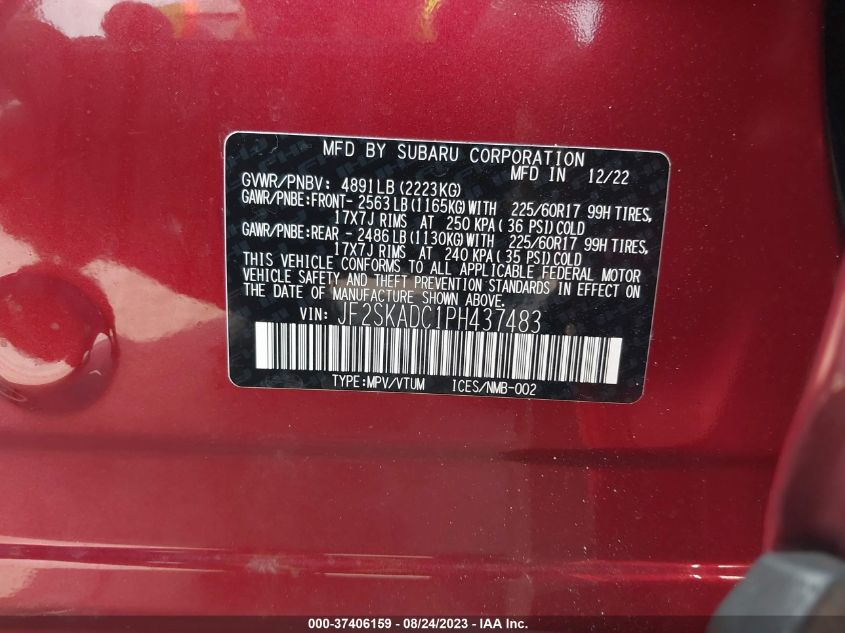 MFD BY SUBARU CORPORATION
MFD IN 12/22
GVWR/PNBV: 4891LB (2223KG)
GAWR/PNBE:FRONT- 2563LB (1165KG) WITH 225/60R17 99H TIRES,
17X7J RIMS AT 250 KPA ( 36 PSI) COLD
GAWR/PNBE:REAR - 2486LB (1130KG) WITH 225/60R17 99H TIRES,
17X7J RIMS AT 240 KPA ( 35 PSI) COLD
THIS VEHICLE CONFORMS TO ALL APPLICABLE FEDERAL MOTOR
VEHICLE SAFETY AND THEFT PREVENTION STANDARDS IN EFFECT ON
THE DATE OF MANUFACTURE SHOWN ABOVE.
VIN: JF2SKADC1PH437483
TYPE:MPV/VTUM ICES/NMB-002
000-37406159 - 08/24/2023 - IAA Inc.